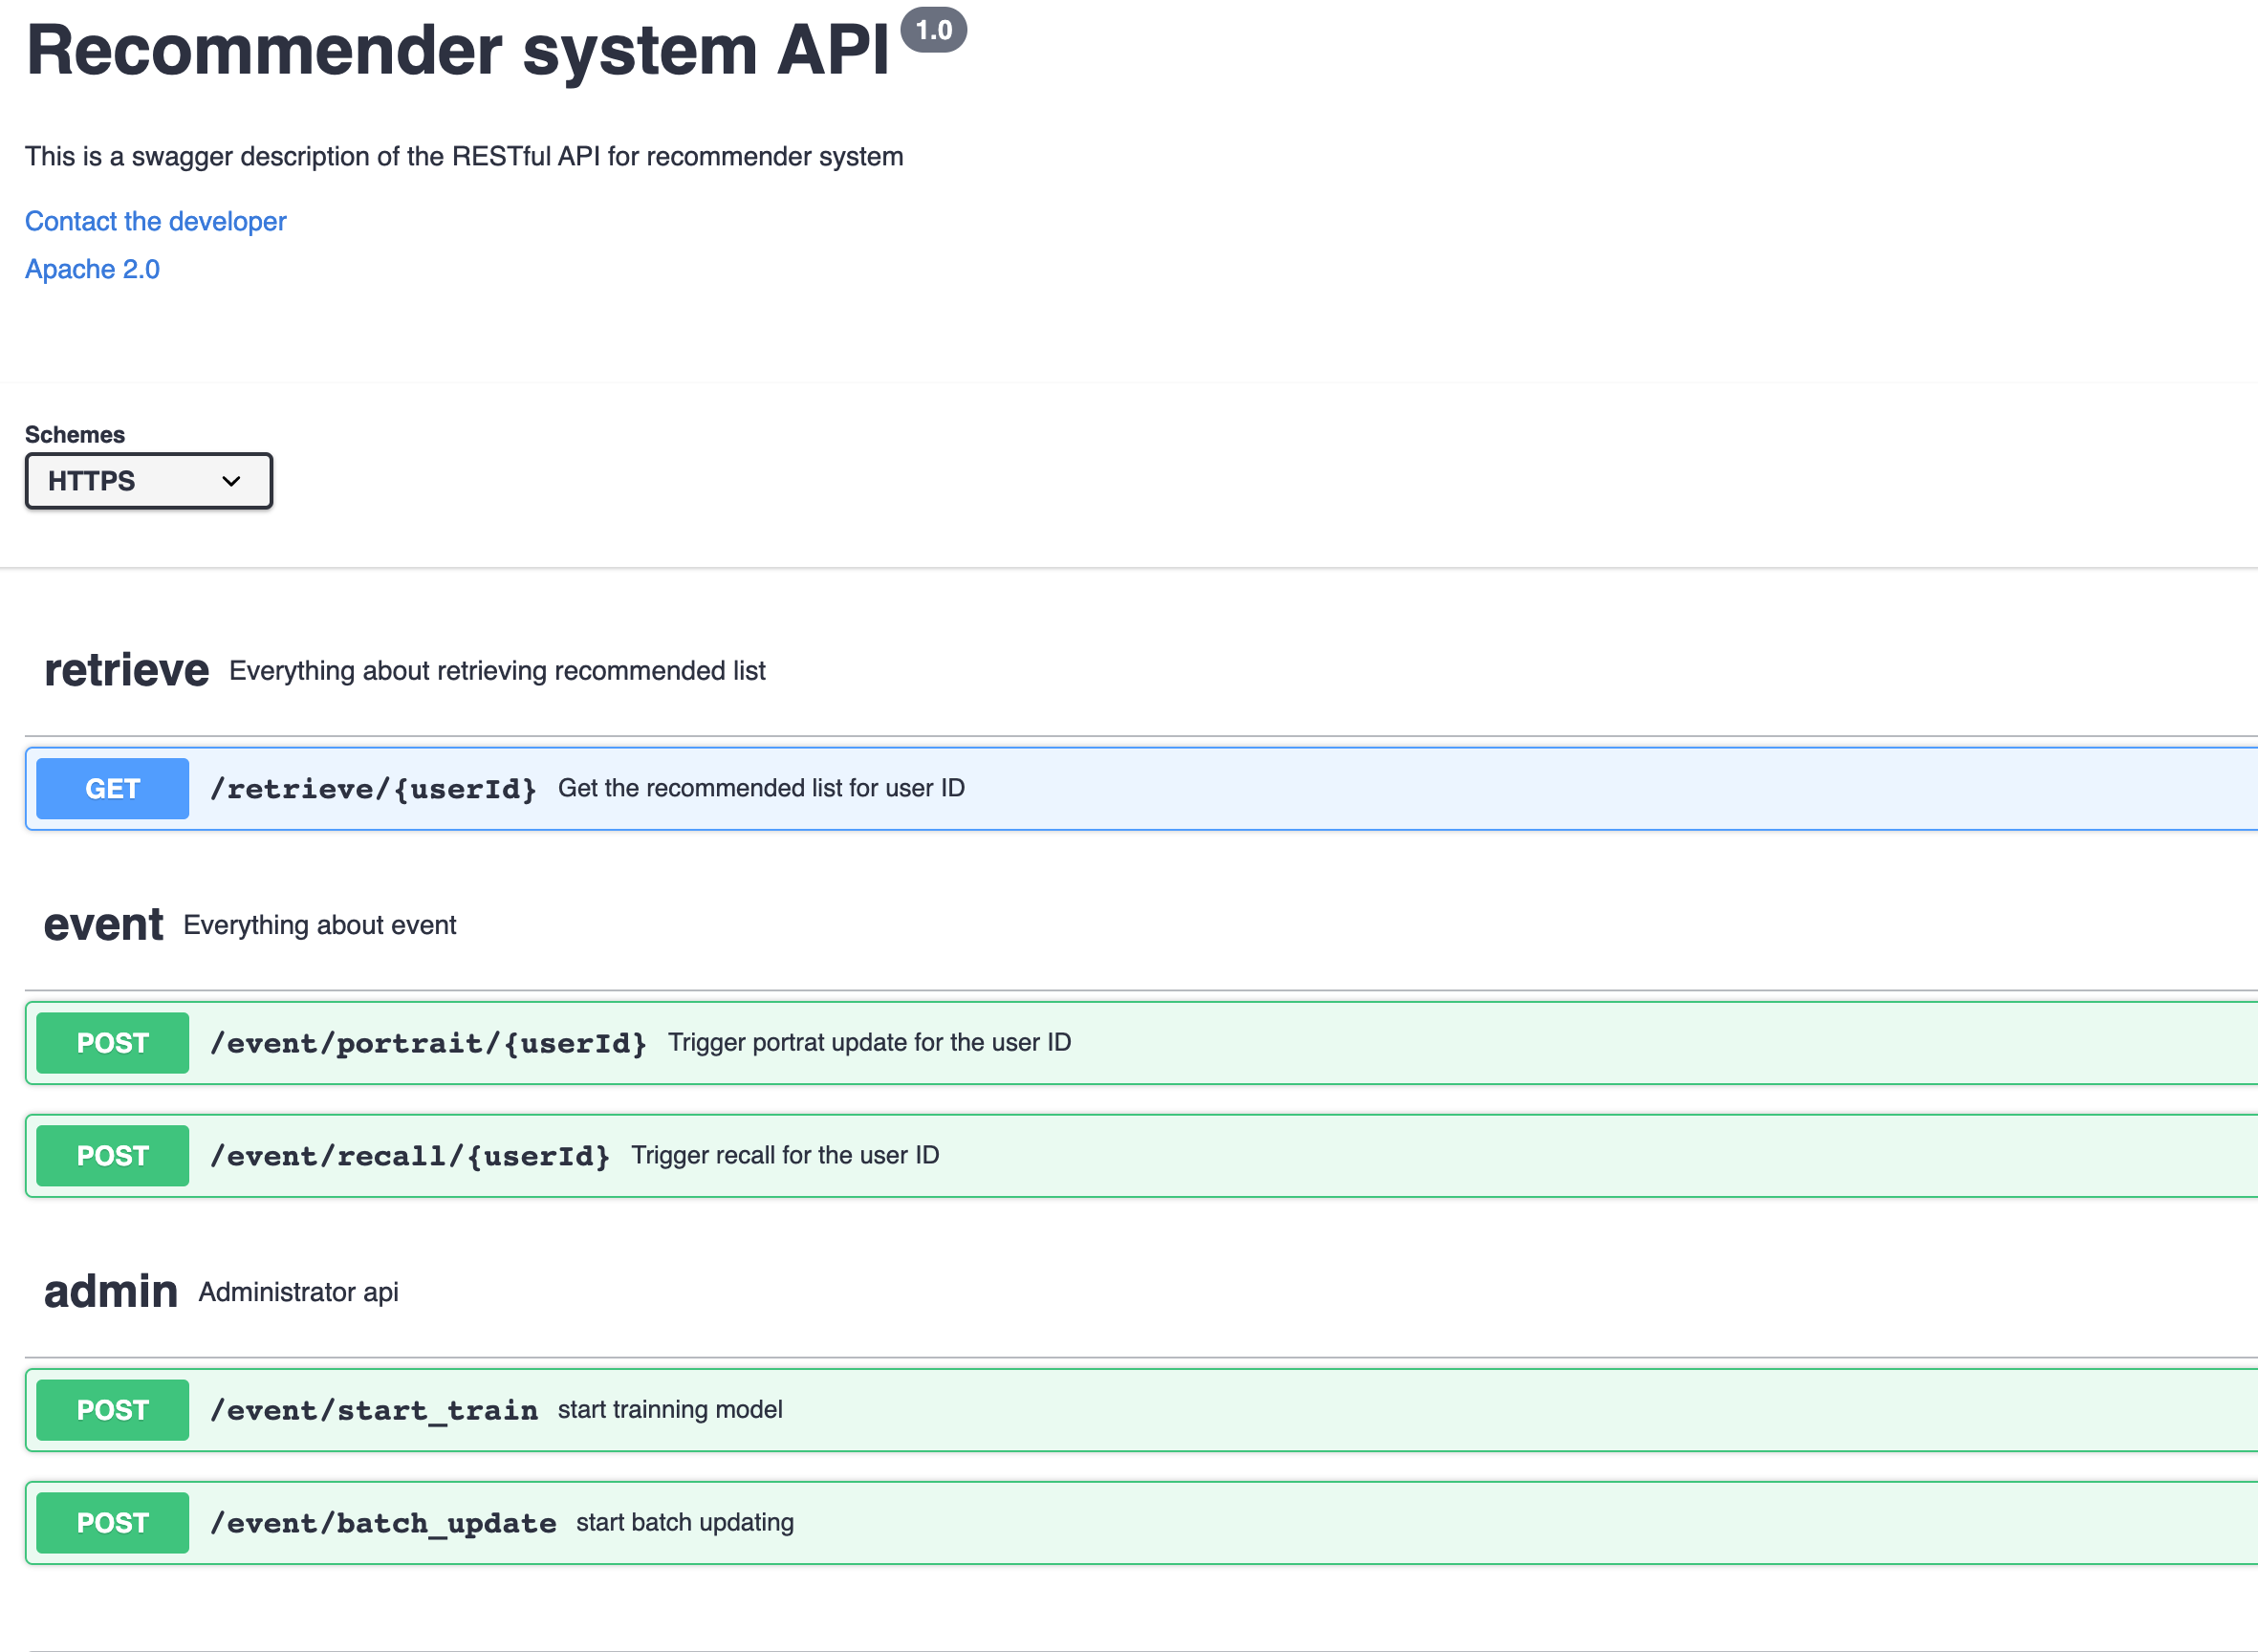 Recommender system API 1.0
This is a swagger description of the RESTful API for recommender system
Contact the developer
Apache 2.0
Schemes
HTTPS
retrieve Everything about retrieving recommended list
GET /retrieve/{userId} Get the recommended list for user ID
event Everything about event
POST /event/portrait/{userId} Trigger portrat update for the user ID
POST /event/recall/{userId} Trigger recall for the user ID
admin Administrator api
POST /event/start_train start trainning model
POST /event/batch_update start batch updating